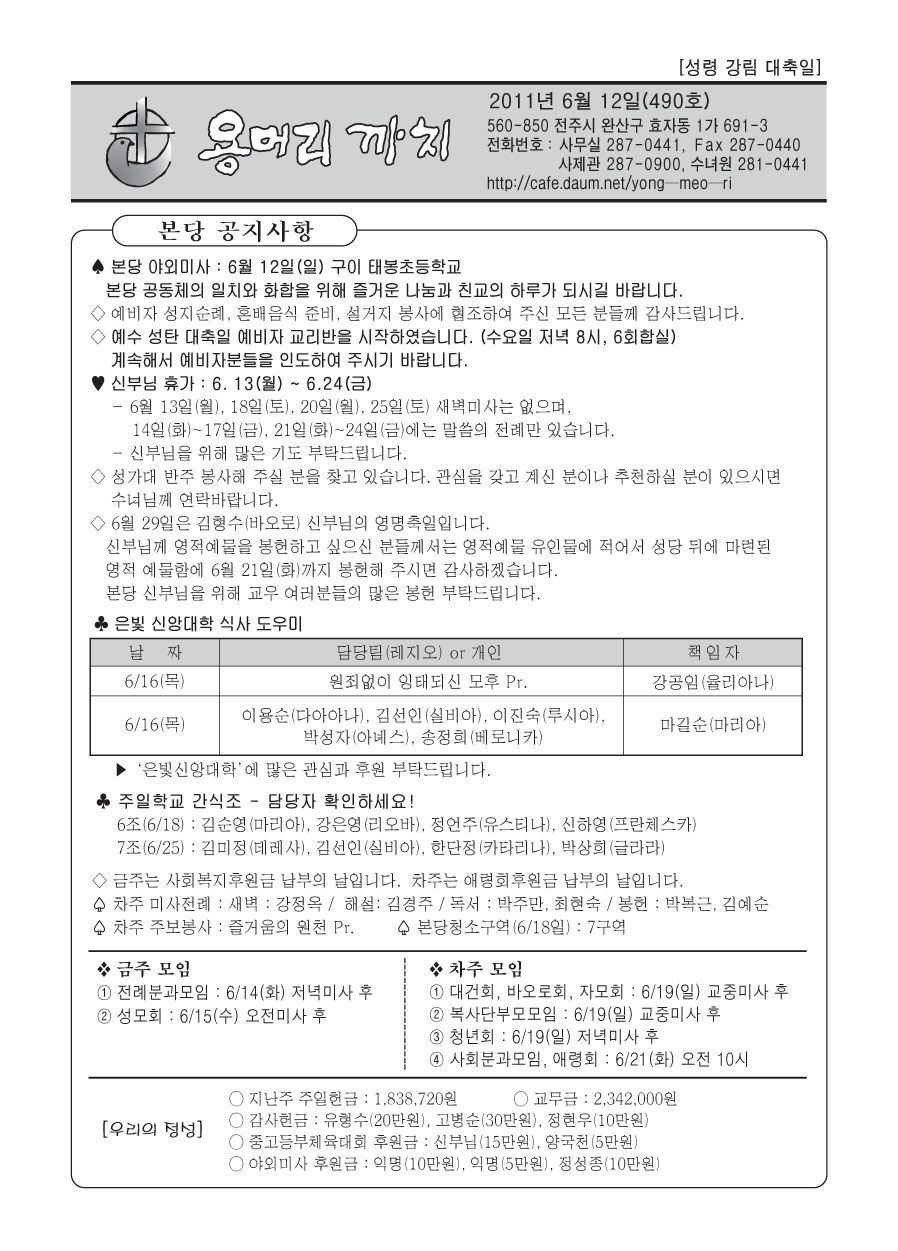 [성령 강림 대축일]
용머리 까치
2011년 6월 12일(490호)
560-850 전주시 완산구 효자동 1가 691-3
전화번호 : 사무실 287-0441, Fax 287-0440
사제관 287-0900, 수녀원 281-0441
http://cafe.daum.net/yong—meo—ri
본당 공지사항
♠ 본당 야외미사 : 6월 12일(일) 구이 태봉초등학교
본당 공동체의 일치와 화합을 위해 즐거운 나눔과 친교의 하루가 되시길 바랍니다.
◇ 예비자 성지순례, 혼배음식 준비, 설거지 봉사에 협조하여 주신 모든 분들께 감사드립니다.
◇ 예수 성탄 대축일 예비자 교리반을 시작하였습니다. (수요일 저녁 8시, 6회합실)
계속해서 예비자분들을 인도하여 주시기 바랍니다.
♥ 신부님 휴가 : 6. 13(월) ~ 6.24(금)
- 6월 13일(월), 18일(토), 20일(월), 25일(토) 새벽미사는 없으며,
14일(화)~17일(금), 21일(화)~24일(금)에는 말씀의 전례만 있습니다.
- 신부님을 위해 많은 기도 부탁드립니다.
◇ 성가대 반주 봉사해 주실 분을 찾고 있습니다. 관심을 갖고 계신 분이나 추천하실 분이 있으시면
수녀님께 연락바랍니다.
◇ 6월 29일은 김형수(바오로) 신부님의 영명축일입니다.
신부님께 영적예물을 봉헌하고 싶으신 분들께서는 영적예물 유인물에 적어서 성당 뒤에 마련된
영적 예물함에 6월 21일(화)까지 봉헌해 주시면 감사하겠습니다.
본당 신부님을 위해 교우 여러분들의 많은 봉헌 부탁드립니다.
♣ 은빛 신앙대학 식사 도우미
날 짜 담당팀(레지오) or 개인 책임자
6/16(목) 원죄없이 잉태되신 모후 Pr. 강공임(율리아나)
6/16(목) 이용순(다아아나), 김선인(실비아), 이진숙(루시아), 마길순(마리아)
박성자(아녜스), 송정희(베로니카)
▶ ‘은빛신앙대학’에 많은 관심과 후원 부탁드립니다.
♣ 주일학교 간식조 - 담당자 확인하세요!
6조(6/18) : 김순영(마리아), 강은영(리오바), 정언주(유스티나), 신하영(프란체스카)
7조(6/25) : 김미정(데레사), 김선인(실비아), 한단정(카타리나), 박상희(글라라)
◇ 금주는 사회복지후원금 납부의 날입니다. 차주는 애령회후원금 납부의 날입니다.
♤ 차주 미사전례 : 새벽 : 강정옥 / 해설: 김경주 / 독서 : 박주만, 최현숙 / 봉헌 : 박복근, 김예순
♤ 차주 주보봉사 : 즐거움의 원천 Pr. ♤ 본당청소구역(6/18일) : 7구역
❖ 금주 모임
① 전례분과모임 : 6/14(화) 저녁미사 후
② 성모회 : 6/15(수) 오전미사 후
❖ 차주 모임
① 대건회, 바오로회, 자모회 : 6/19(일) 교중미사 후
② 복사단부모모임 : 6/19(일) 교중미사 후
③ 청년회 : 6/19(일) 저녁미사 후
④ 사회분과모임, 애령회 : 6/21(화) 오전 10시
[우리의 정성]
○ 지난주 주일헌금 : 1,838,720원 ○ 교무금 : 2,342,000원
○ 감사헌금 : 유형수(20만원), 고병순(30만원), 정현우(10만원)
○ 중고등부체육대회 후원금 : 신부님(15만원), 양국천(5만원)
○ 야외미사 후원금 : 익명(10만원), 익명(5만원), 정성종(10만원)